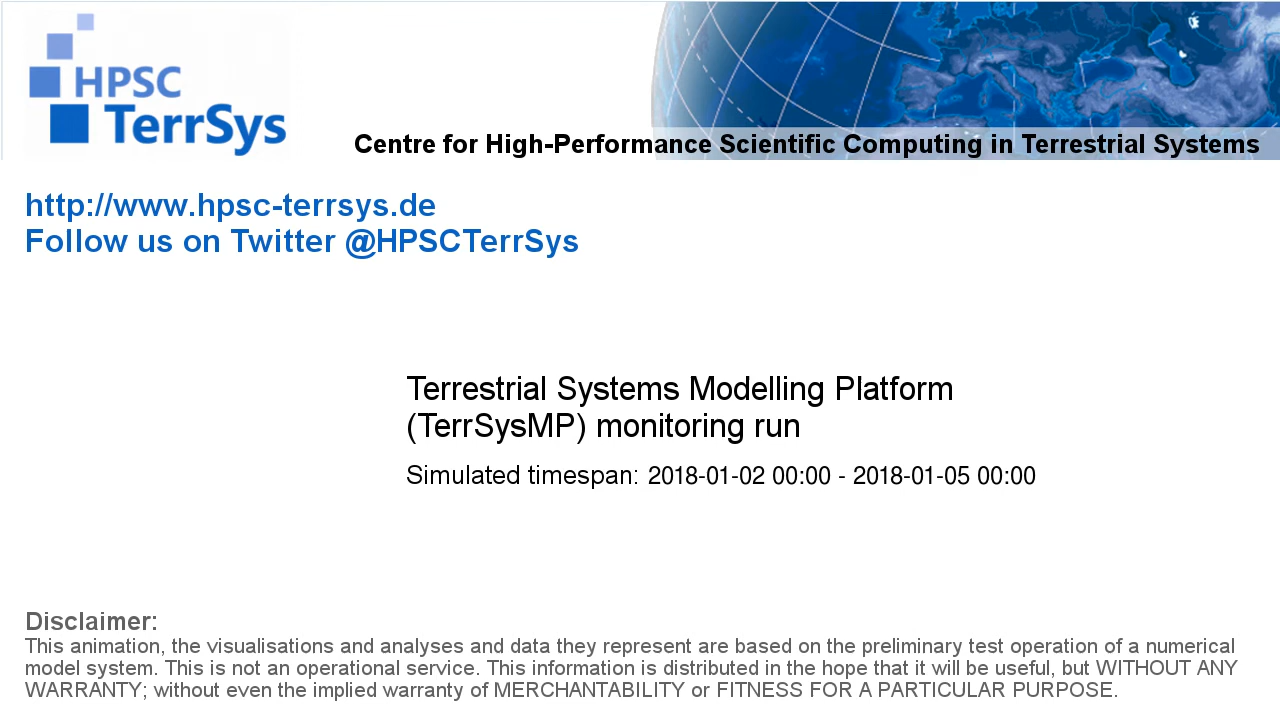 HPSC
TerrSys
Centre for High-Performance Scientific Computing in Terrestrial Systems
http://www.hpsc-terrsys.de
Follow us on Twitter @HPSCTerrSys
Terrestrial Systems Modelling Platform
(TerrSysMP) monitoring run
Simulated timespan: 2018-01-02 00:00 - 2018-01-05 00:00
Disclaimer:
This animation, the visualisations and analyses and data they represent are based on the preliminary test operation of a numerical
model system. This is not an operational service. This information is distributed in the hope that it will be useful, but WITHOUT ANY
WARRANTY; without even the implied warranty of MERCHANTABILITY or FITNESS FOR A PARTICULAR PURPOSE.